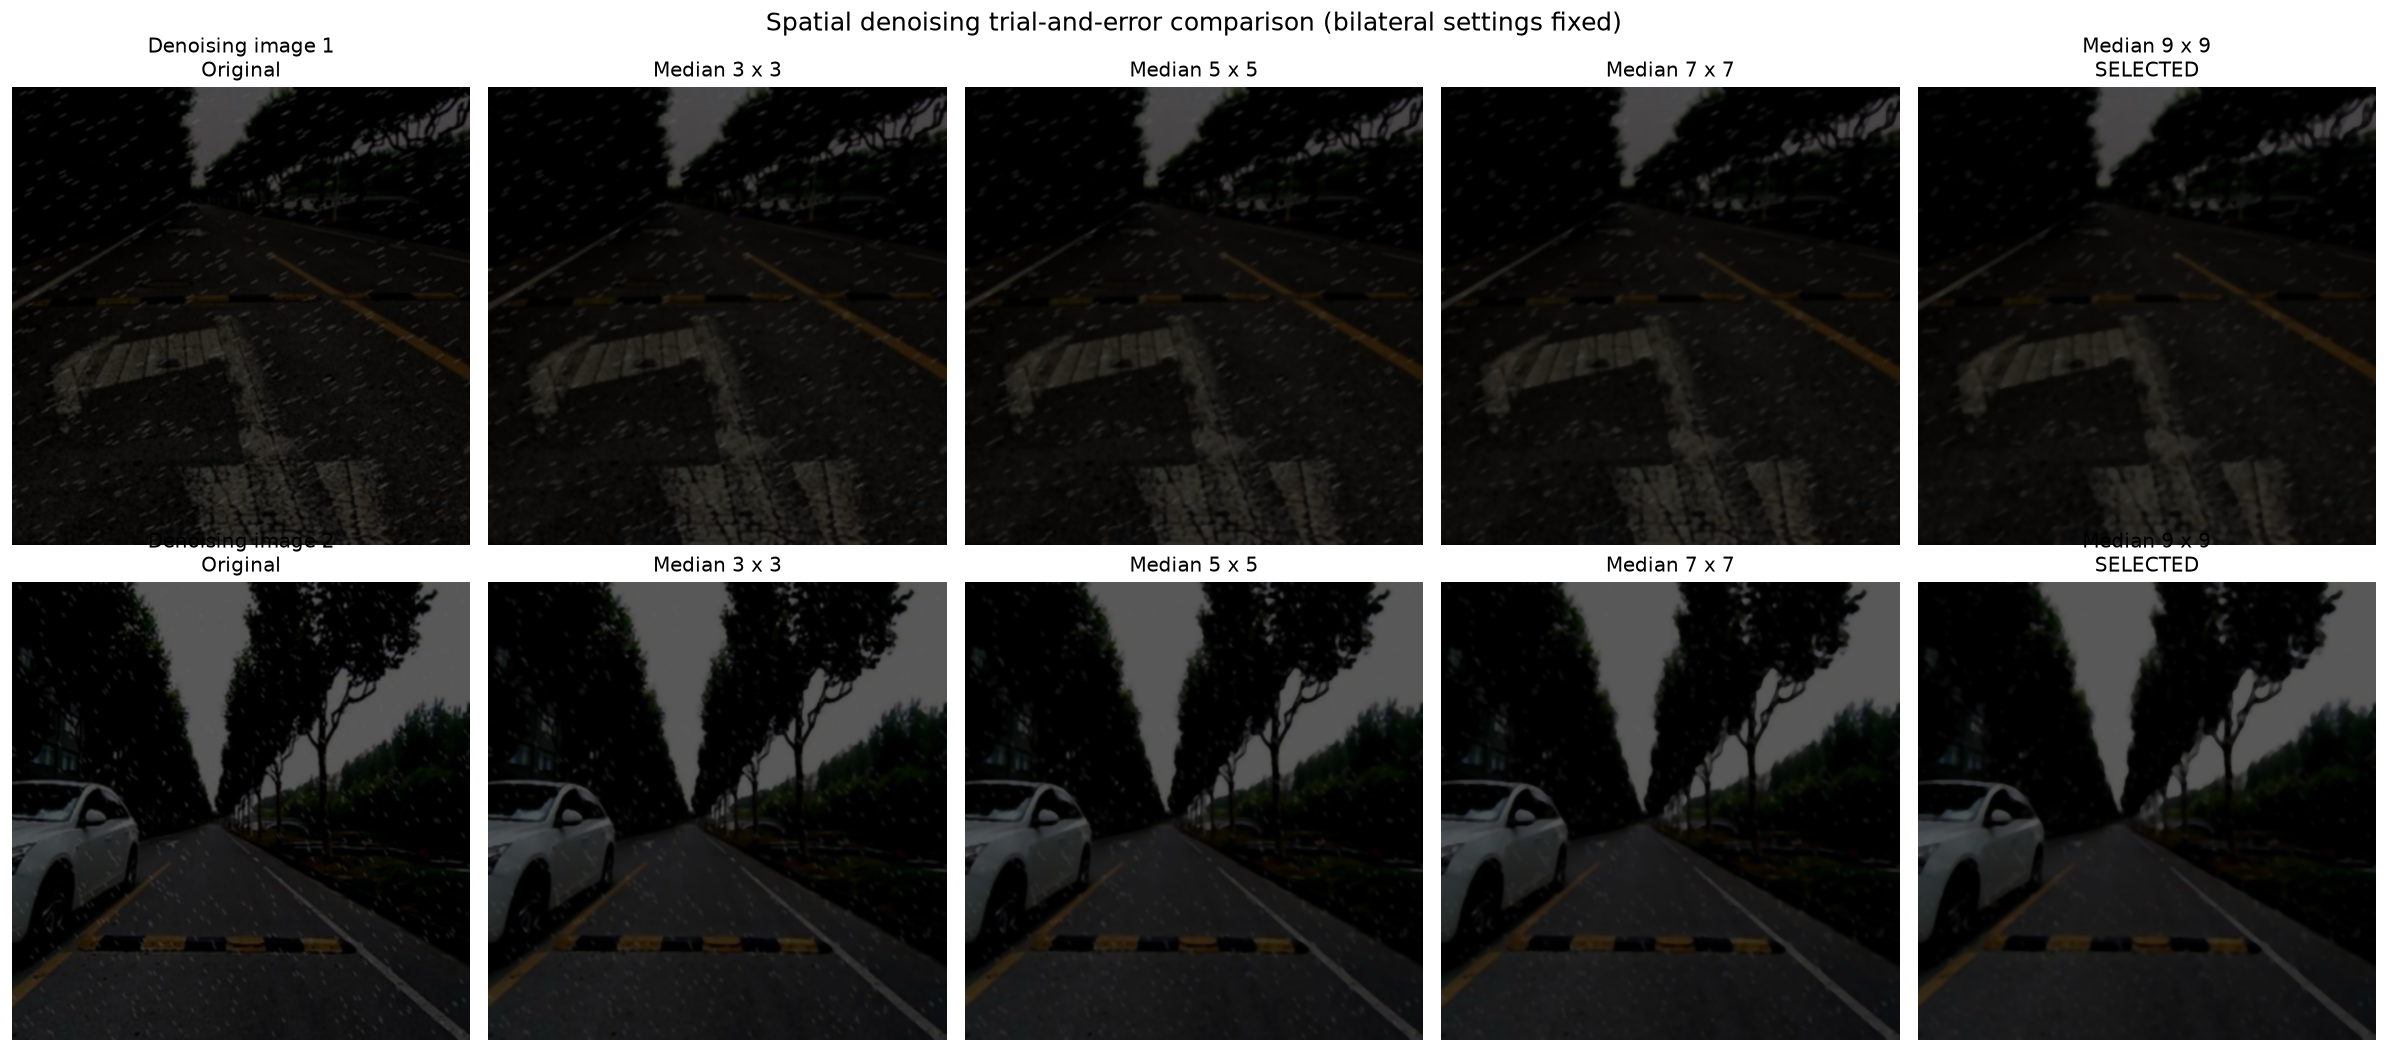 Spatial denoising trial-and-error comparison (bilateral settings fixed)
Denoising image 1
Original
Median 3 x 3
Median 5 x 5
Median 7 x 7
Median 9 x 9
SELECTED
Denoising image 2
Original
Median 3 x 3
Median 5 x 5
Median 7 x 7
Median 9 x 9
SELECTED